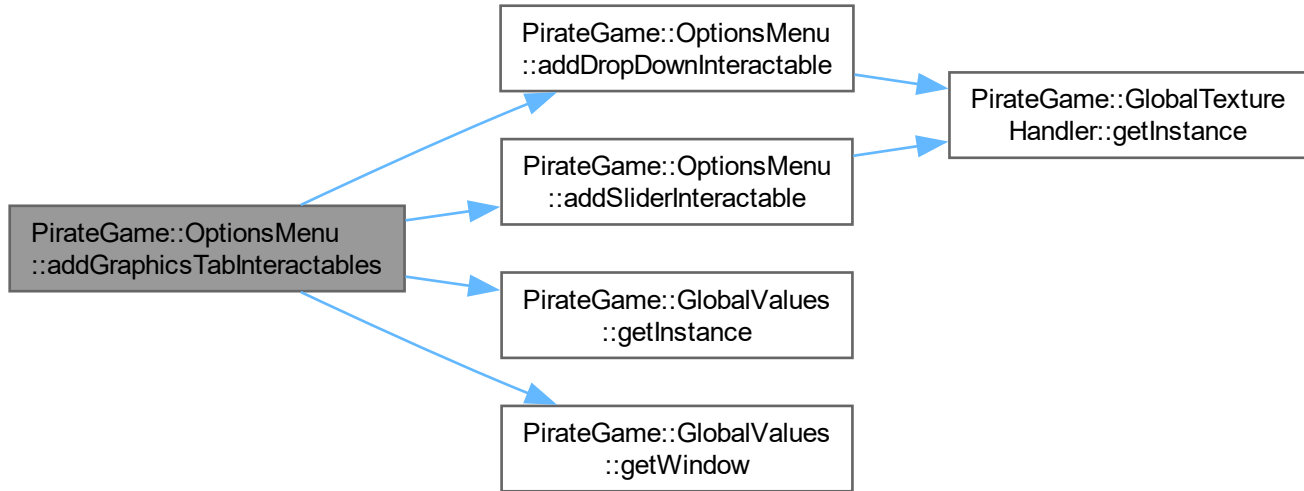 PirateGame::OptionsMenu
::addGraphicsTabInteractables
PirateGame::OptionsMenu
::addDropDownInteractable
PirateGame::OptionsMenu
::addSliderInteractable
PirateGame::GlobalValues
::getInstance
PirateGame::GlobalValues
::getWindow
PirateGame::GlobalTexture
Handler::getInstance